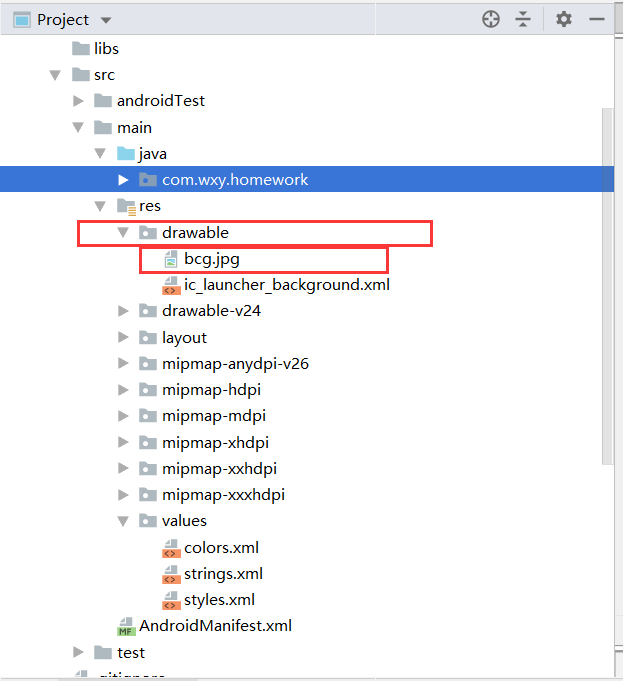 Project
libs
src
androidTest
main
java
com.wxy.homework
res
drawable
bcg.jpg
ic_launcher_background.xml
drawable-v24
layout
mipmap-anydpi-v26
mipmap-hdpi
mipmap-mdpi
mipmap-xhdpi
mipmap-xxhdpi
mipmap-xxxhdpi
values
colors.xml
strings.xml
styles.xml
MF AndroidManifest.xml
test
.gitignore